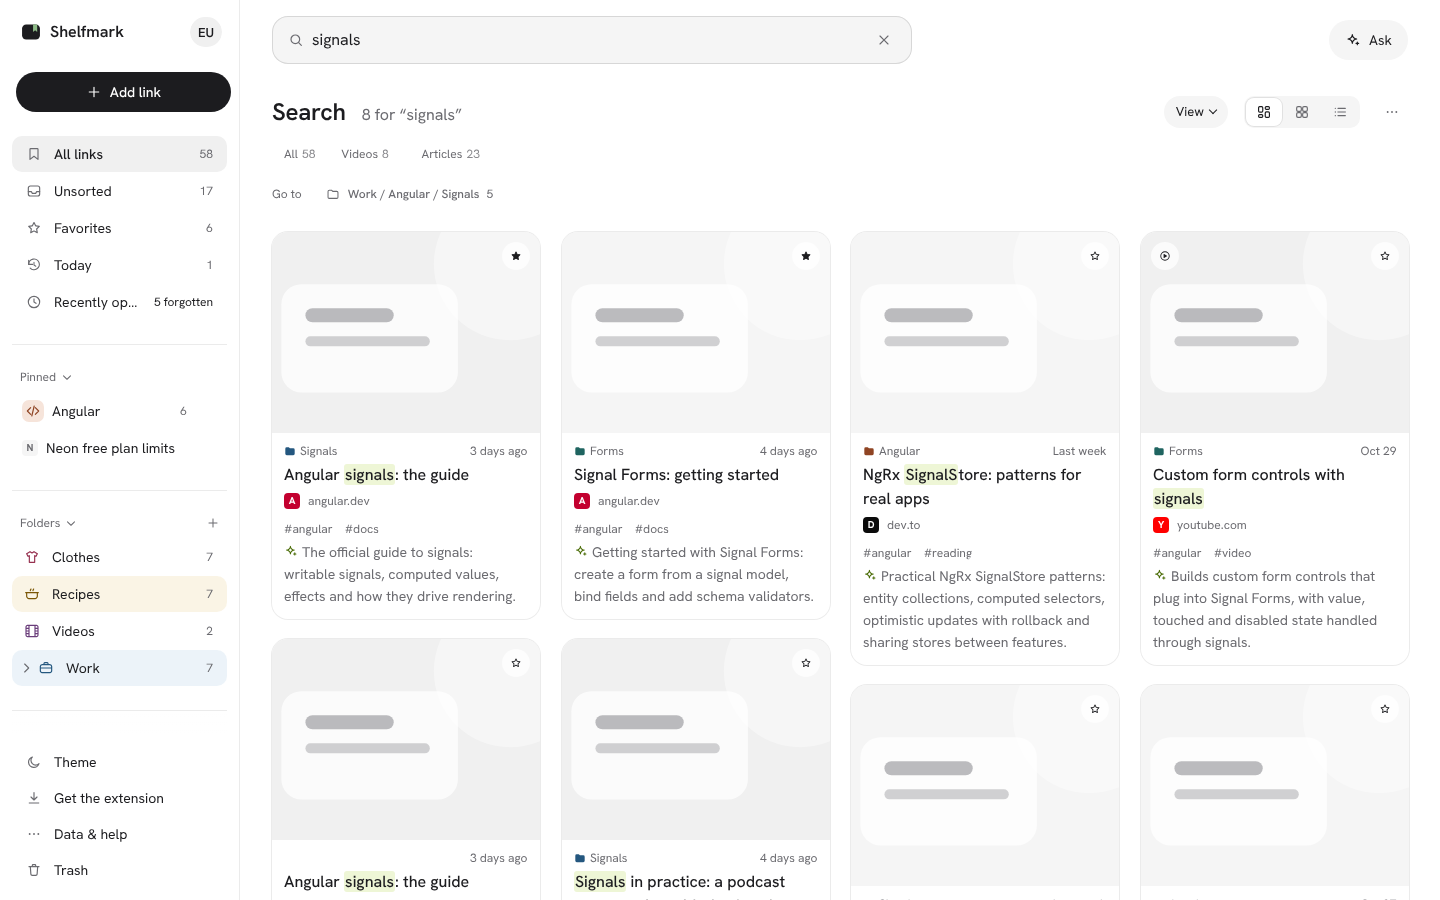 Shelfmark
EU
signals
Ask
Add link
Search 8 for “signals”
View
All 58 Videos 8 Articles 23
Go to Work / Angular / Signals 5
All links 58
Unsorted 17
Favorites 6
Today 1
Recently op... 5 forgotten
Pinned
Angular 6
N Neon free plan limits
Folders
Clothes 7
Recipes 7
Videos 2
Work 7
Theme
Get the extension
Data & help
Trash
Signals 3 days ago
Angular signals: the guide
A angular.dev
#angular #docs
The official guide to signals:
writable signals, computed values,
effects and how they drive rendering.
Forms 4 days ago
Signal Forms: getting started
A angular.dev
#angular #docs
Getting started with Signal Forms:
create a form from a signal model,
bind fields and add schema validators.
Angular Last week
NgRx SignalStore: patterns for
real apps
D dev.to
#angular #reading
Practical NgRx SignalStore patterns:
entity collections, computed selectors,
optimistic updates with rollback and
sharing stores between features.
Forms Oct 29
Custom form controls with
signals
Y youtube.com
#angular #video
Builds custom form controls that
plug into Signal Forms, with value,
touched and disabled state handled
through signals.
3 days ago
Angular signals: the guide
Signals 4 days ago
Signals in practice: a podcast